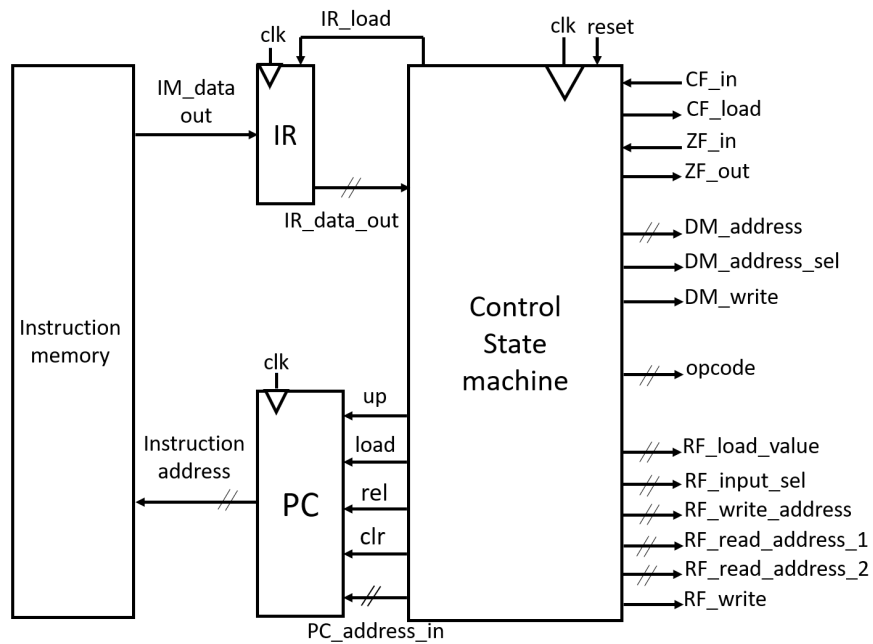 IR_load
clk
clk
reset
IM_data
out
IR
IR_data_out
CF_in
CF_load
ZF_in
ZF_out
DM_address
DM_address_sel
DM_write
Instruction
memory
Control
State
machine
opcode
clk
up
load
rel
clr
PC
Instruction
address
PC_address_in
RF_load_value
RF_input_sel
RF_write_address
RF_read_address_1
RF_read_address_2
RF_write